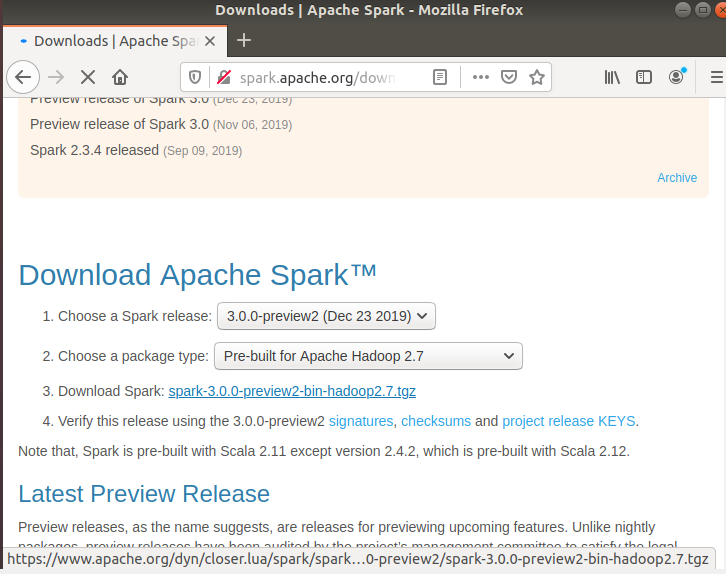 Downloads | Apache Spark - Mozilla Firefox
Downloads | Apache Spa
spark.apache.org/down
Preview release of Spark 3.0 (Dec 23, 2019)
Preview release of Spark 3.0 (Nov 06, 2019)
Spark 2.3.4 released (Sep 09, 2019)
Archive
Download Apache Spark™
1. Choose a Spark release: 3.0.0-preview2 (Dec 23 2019)
2. Choose a package type: Pre-built for Apache Hadoop 2.7
3. Download Spark: spark-3.0.0-preview2-bin-hadoop2.7.tgz
4. Verify this release using the 3.0.0-preview2 signatures, checksums and project release KEYS.
Note that, Spark is pre-built with Scala 2.11 except version 2.4.2, which is pre-built with Scala 2.12.
Latest Preview Release
Preview releases, as the name suggests, are releases for previewing upcoming features. Unlike nightly
packages, preview releases have been audited by the project's management committee to satisfy the legal
https://www.apache.org/dyn/closer.lua/spark/spark…0-preview2/spark-3.0.0-preview2-bin-hadoop2.7.tgz